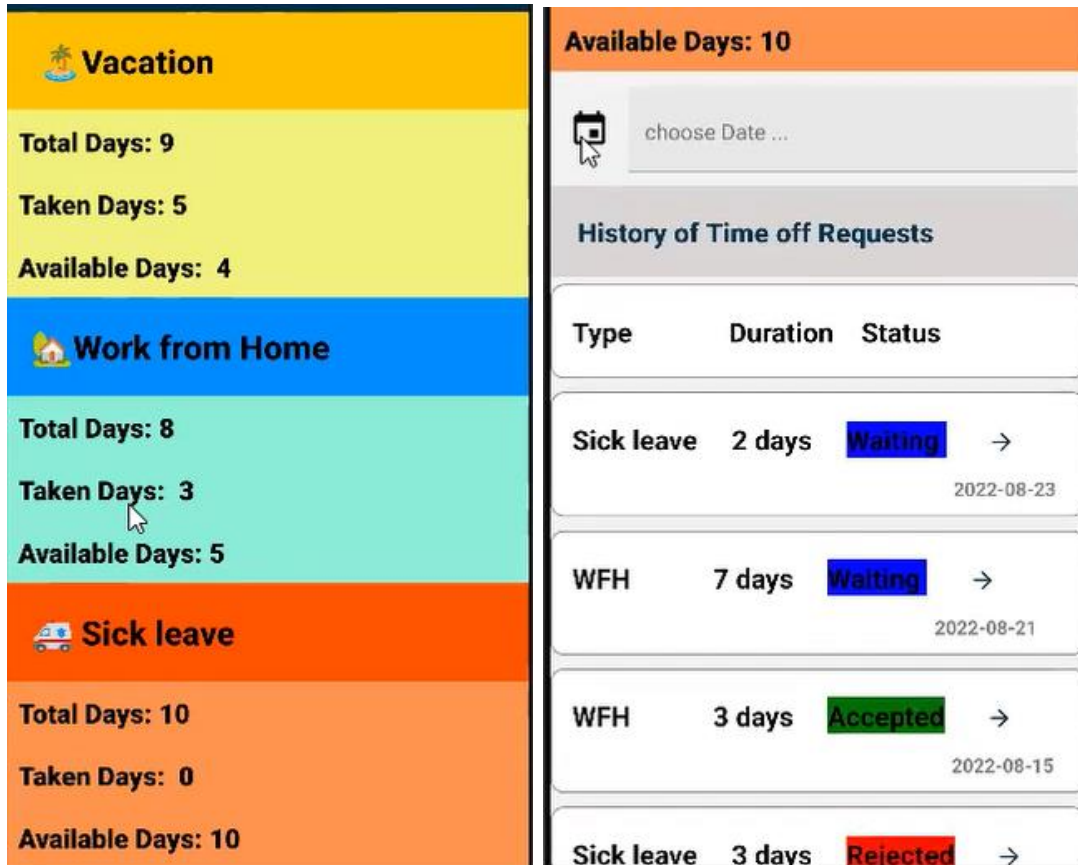 Vacation
Total Days: 9
Taken Days: 5
Available Days: 4
Work from Home
Total Days: 8
Taken Days: 3
Available Days: 5
Sick leave
Total Days: 10
Taken Days: 0
Available Days: 10
Available Days: 10
choose Date ...
History of Time off Requests
Type Duration Status
Sick leave 2 days Waiting →
2022-08-23
WFH 7 days Waiting →
2022-08-21
WFH 3 days Accepted →
2022-08-15
Sick leave 3 days Rejected →